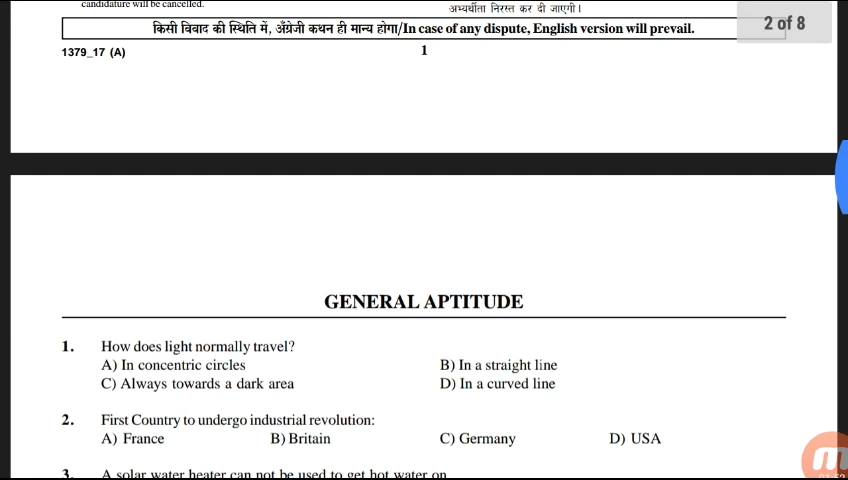 candidature will be cancelled.
अभ्यर्थीता निरस्त कर दी जाएगी।
किसी विवाद की स्थिति में, अँग्रेजी कथन ही मान्य होगा/In case of any dispute, English version will prevail.
2 of 8
1379_17 (A)
1
GENERAL APTITUDE
1. How does light normally travel?
A) In concentric circles B) In a straight line
C) Always towards a dark area D) In a curved line
2. First Country to undergo industrial revolution:
A) France B) Britain C) Germany D) USA
3. A solar water heater can not be used to get hot water on